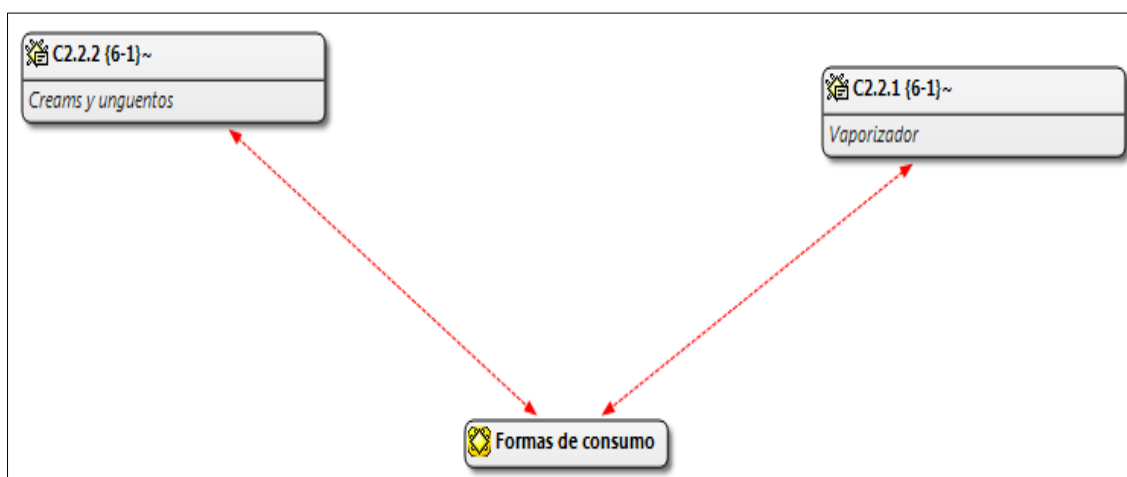 C2.2.2 {6-1}~
Creams y unguentos
C2.2.1 {6-1}~
Vaporizador
Formas de consumo